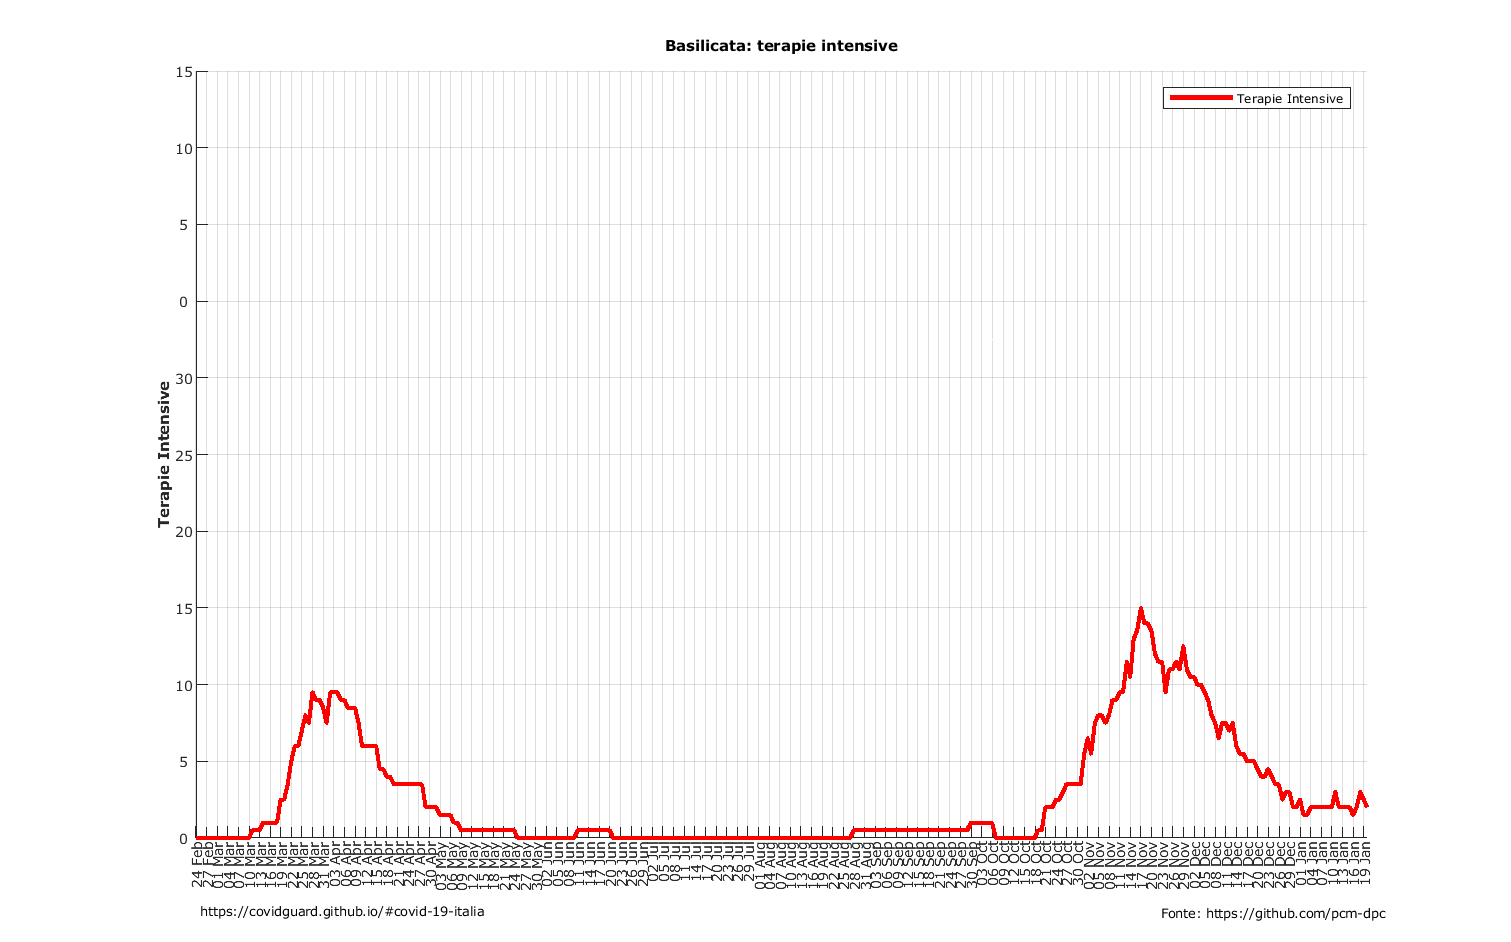 Basilicata: terapie intensive
Terapie Intensive
15
10
5
0
30
25
20
15
10
5
0
Terapie Intensive
24 Feb
27 Feb
01 Mar
04 Mar
07 Mar
10 Mar
13 Mar
16 Mar
19 Mar
22 Mar
25 Mar
28 Mar
31 Mar
03 Apr
06 Apr
09 Apr
12 Apr
15 Apr
18 Apr
21 Apr
24 Apr
27 Apr
30 Apr
03 May
06 May
09 May
12 May
15 May
18 May
21 May
24 May
27 May
30 May
02 Jun
05 Jun
08 Jun
11 Jun
14 Jun
17 Jun
20 Jun
23 Jun
26 Jun
29 Jun
02 Jul
05 Jul
08 Jul
11 Jul
14 Jul
17 Jul
20 Jul
23 Jul
26 Jul
29 Jul
01 Aug
04 Aug
07 Aug
10 Aug
13 Aug
16 Aug
19 Aug
22 Aug
25 Aug
28 Aug
31 Aug
03 Sep
06 Sep
09 Sep
12 Sep
15 Sep
18 Sep
21 Sep
24 Sep
27 Sep
30 Sep
03 Oct
06 Oct
09 Oct
12 Oct
15 Oct
18 Oct
21 Oct
24 Oct
27 Oct
30 Oct
02 Nov
05 Nov
08 Nov
11 Nov
14 Nov
17 Nov
20 Nov
23 Nov
26 Nov
29 Nov
02 Dec
05 Dec
08 Dec
11 Dec
14 Dec
17 Dec
20 Dec
23 Dec
26 Dec
29 Dec
01 Jan
04 Jan
07 Jan
10 Jan
13 Jan
16 Jan
19 Jan
https://covidguard.github.io/#covid-19-italia
Fonte: https://github.com/pcm-dpc